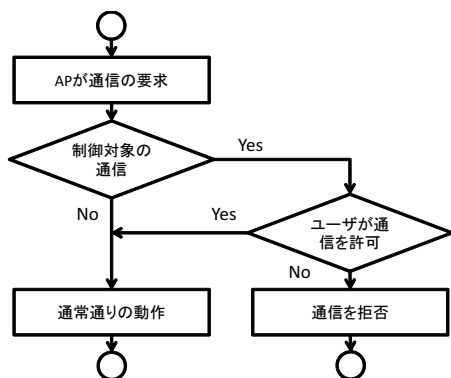 APが通信の要求
制御対象の
通信
Yes
No
Yes
ユーザが通
信を許可
No
通常通りの動作
通信を拒否